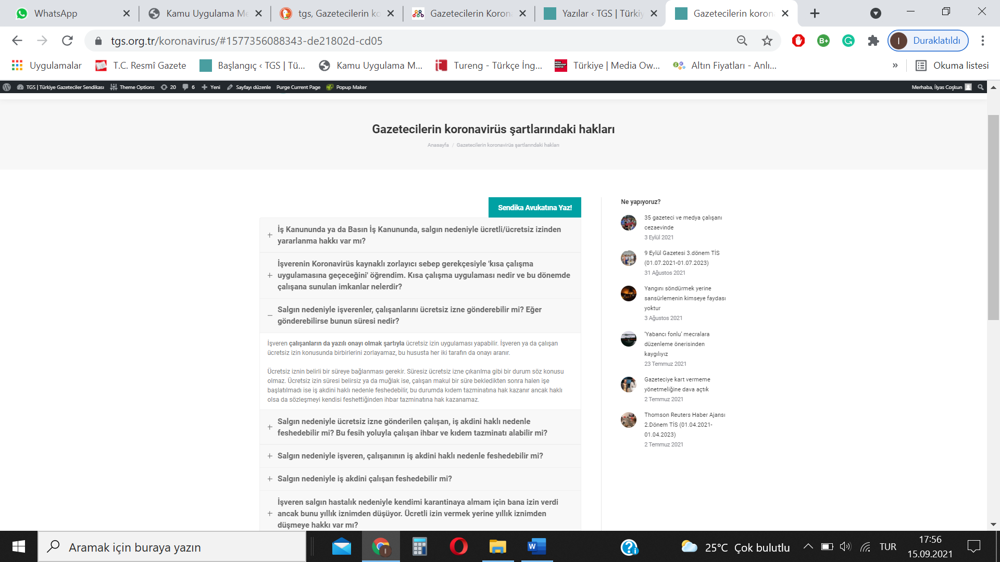 WhatsApp
Kamu Uygulama Me
tgs, Gazetecilerin ko
Gazetecilerin Koron
Yazılar ‹ TGS | Türkiy
Gazetecilerin koron
tgs.org.tr/koronavirus/#1577356088343-de21802d-cd05
Duraklatıldı
Uygulamalar
T.C. Resmî Gazete
Başlangıç ‹ TGS | Tü...
Kamu Uygulama M...
Tureng - Türkçe İng...
Türkiye | Media Ow...
Altın Fiyatları - Anlı...
»
Okuma listesi
TGS | Türkiye Gazeteciler Sendikası
Theme Options
20
6
Yeni
Sayfayı düzenle
Purge Current Page
Popup Maker
Merhaba, İlyas Coşkun
Gazetecilerin koronavirüs şartlarındaki hakları
Anasayfa / Gazetecilerin koronavirüs şartlarındaki hakları
Sendika Avukatına Yaz!
İş Kanununda ya da Basın İş Kanununda, salgın nedeniyle ücretli/ücretsiz izinden
yararlanma hakkı var mı?
İşverenin Koronavirüs kaynaklı zorlayıcı sebep gerekçesiyle 'kısa çalışma
uygulamasına geçeceğini' öğrendim. Kısa çalışma uygulaması nedir ve bu dönemde
çalışana sunulan imkanlar nelerdir?
Salgın nedeniyle işverenler, çalışanlarını ücretsiz izne gönderebilir mi? Eğer
gönderebilirse bunun süresi nedir?
İşveren çalışanların da yazılı onayı olmak şartıyla ücretsiz izin uygulaması yapabilir. İşveren ya da çalışan
ücretsiz izin konusunda birbirlerini zorlayamaz, bu hususta her iki tarafın da onayı aranır.
Ücretsiz iznin belirli bir süreye bağlanması gerekir. Süresiz ücretsiz izne çıkarılma gibi bir durum söz konusu
olmaz. Ücretsiz izin süresi belirsiz ya da muğlak ise, çalışan makul bir süre bekledikten sonra halen işe
başlatılmadı ise iş akdini haklı nedenle feshedebilir, bu durumda kıdem tazminatına hak kazanır ancak haklı
olsa da sözleşmeyi kendisi feshettiğinden ihbar tazminatına hak kazanamaz.
Salgın nedeniyle ücretsiz izne gönderilen çalışan, iş akdini haklı nedenle
feshedebilir mi? Bu fesih yoluyla çalışan ihbar ve kıdem tazminatı alabilir mi?
Salgın nedeniyle işveren, çalışanının iş akdini haklı nedenle feshedebilir mi?
Salgın nedeniyle iş akdini çalışan feshedebilir mi?
İşveren salgın hastalık nedeniyle kendimi karantinaya almam için bana izin verdi
ancak bunu yıllık iznimden düşüyor. Ücretli izin vermek yerine yıllık iznimden
düşmeye hakkı var mı?
Ne yapıyoruz?
35 gazeteci ve medya çalışanı
cezaevinde
3 Eylül 2021
9 Eylül Gazetesi 3.dönem TİS
(01.07.2021-01.07.2023)
31 Ağustos 2021
Yangını söndürmek yerine
sansürlemenin kimseye faydası
yoktur
3 Ağustos 2021
'Yabancı fonlu' mecralara
düzenleme önerisinden
kaygılıyız
23 Temmuz 2021
Gazeteciye kart vermeme
yönetmeliğine dava açtık
2 Temmuz 2021
Thomson Reuters Haber Ajansı
2.Dönem TİS (01.04.2021-
01.04.2023)
2 Temmuz 2021
Aramak için buraya yazın
25°C Çok bulutlu
TUR
17:56
15.09.2021